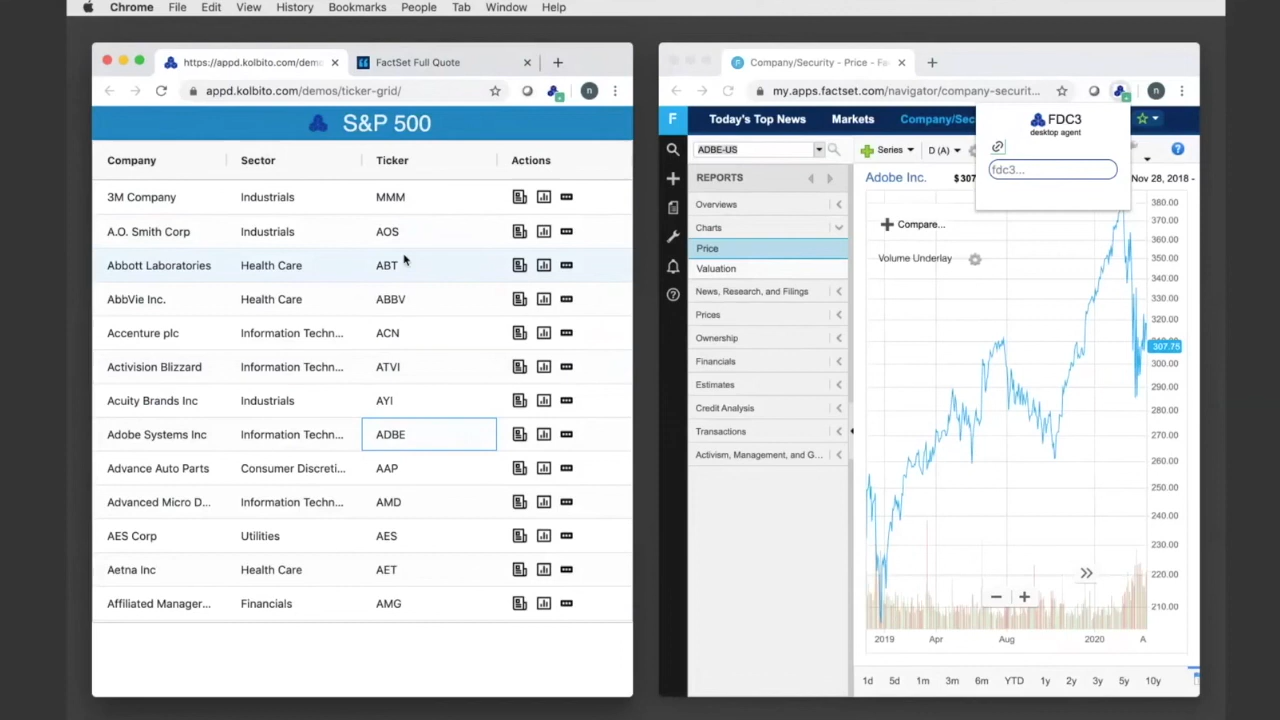 Chrome File Edit View History Bookmarks People Tab Window Help
https://appd.kolbito.com/dem
FactSet Full Quote
appd.kolbito.com/demos/ticker-grid/
n
S&P 500
Company Sector Ticker Actions
3M Company Industrials MMM
A.O. Smith Corp Industrials AOS
Abbott Laboratories Health Care ABT
AbbVie Inc. Health Care ABBV
Accenture plc Information Techn... ACN
Activision Blizzard Information Techn... ATVI
Acuity Brands Inc Industrials AYI
Adobe Systems Inc Information Techn... ADBE
Advance Auto Parts Consumer Discreti... AAP
Advanced Micro D... Information Techn... AMD
AES Corp Utilities AES
Aetna Inc Health Care AET
Affiliated Manager... Financials AMG
Company/Security - Price - Fa
my.apps.factset.com/navigator/company-securit...
n
F Today's Top News Markets Company/Sec
FDC3
desktop agent
fdc3...
ADBE-US
Series D (A)
REPORTS
Overviews
Charts
Price
Valuation
News, Research, and Filings
Prices
Ownership
Financials
Estimates
Credit Analysis
Transactions
Activism, Management, and G...
Adobe Inc. $307 Nov 28, 2018 -
Compare...
Volume Underlay
380.00
370.00
360.00
350.00
340.00
330.00
320.00
307.75
300.00
290.00
280.00
270.00
260.00
250.00
240.00
230.00
220.00
210.00
2019 Apr Aug 2020 A
1d 5d 1m 3m 6m YTD 1y 2y 3y 5y 10y